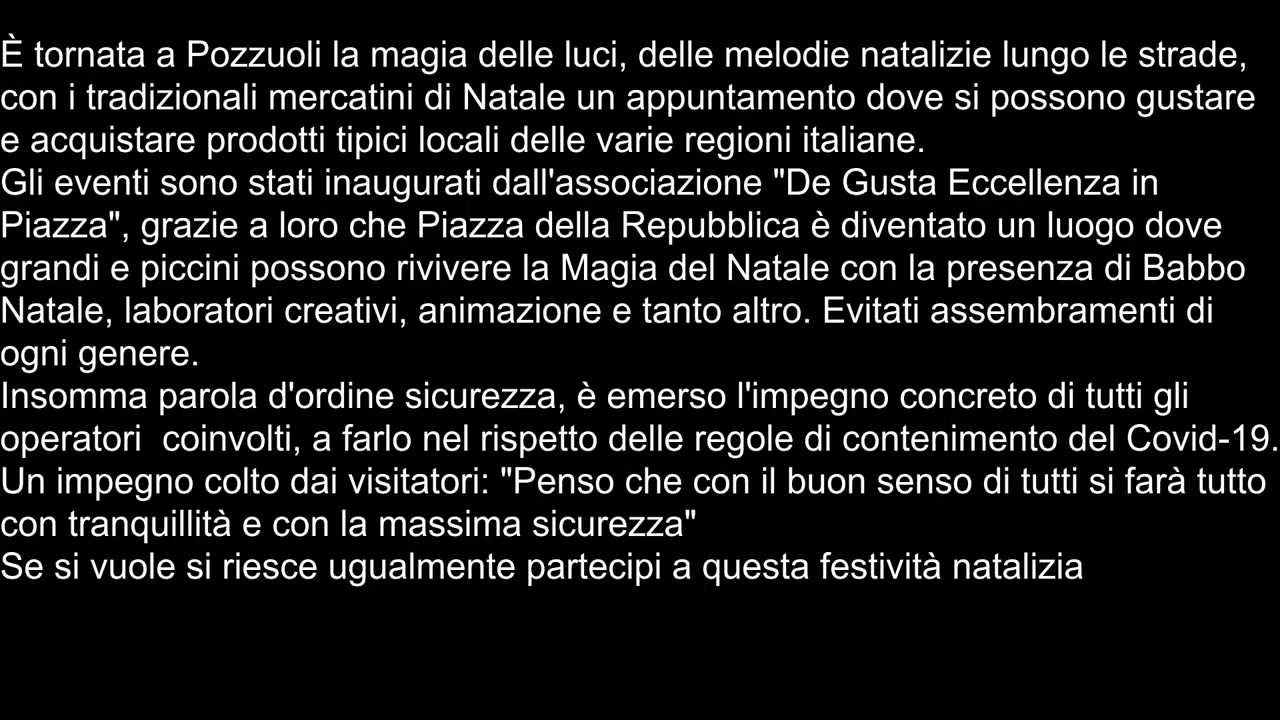 È tornata a Pozzuoli la magia delle luci, delle melodie natalizie lungo le strade,
con i tradizionali mercatini di Natale un appuntamento dove si possono gustare
e acquistare prodotti tipici locali delle varie regioni italiane.
Gli eventi sono stati inaugurati dall'associazione "De Gusta Eccellenza in
Piazza", grazie a loro che Piazza della Repubblica è diventato un luogo dove
grandi e piccini possono rivivere la Magia del Natale con la presenza di Babbo
Natale, laboratori creativi, animazione e tanto altro. Evitati assembramenti di
ogni genere.
Insomma parola d'ordine sicurezza, è emerso l'impegno concreto di tutti gli
operatori  coinvolti, a farlo nel rispetto delle regole di contenimento del Covid-19.
Un impegno colto dai visitatori: "Penso che con il buon senso di tutti si farà tutto
con tranquillità e con la massima sicurezza"
Se si vuole si riesce ugualmente partecipi a questa festività natalizia